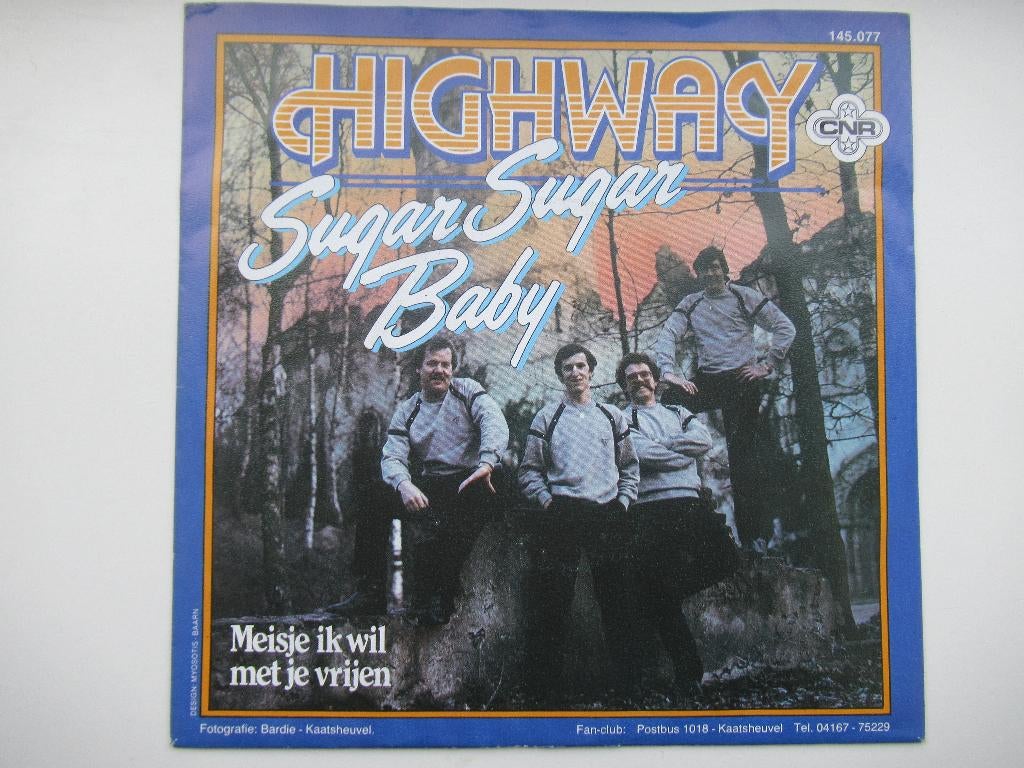 145.077
HIGHWAY
CNR
Sugar Sugar
Baby
Meisje ik wil
met je vrijen
DESIGN: MYOSOTIS - BAARN
Fotografie: Bardie - Kaatsheuvel.
Fan-club: Postbus 1018 - Kaatsheuvel Tel. 04167 - 75229